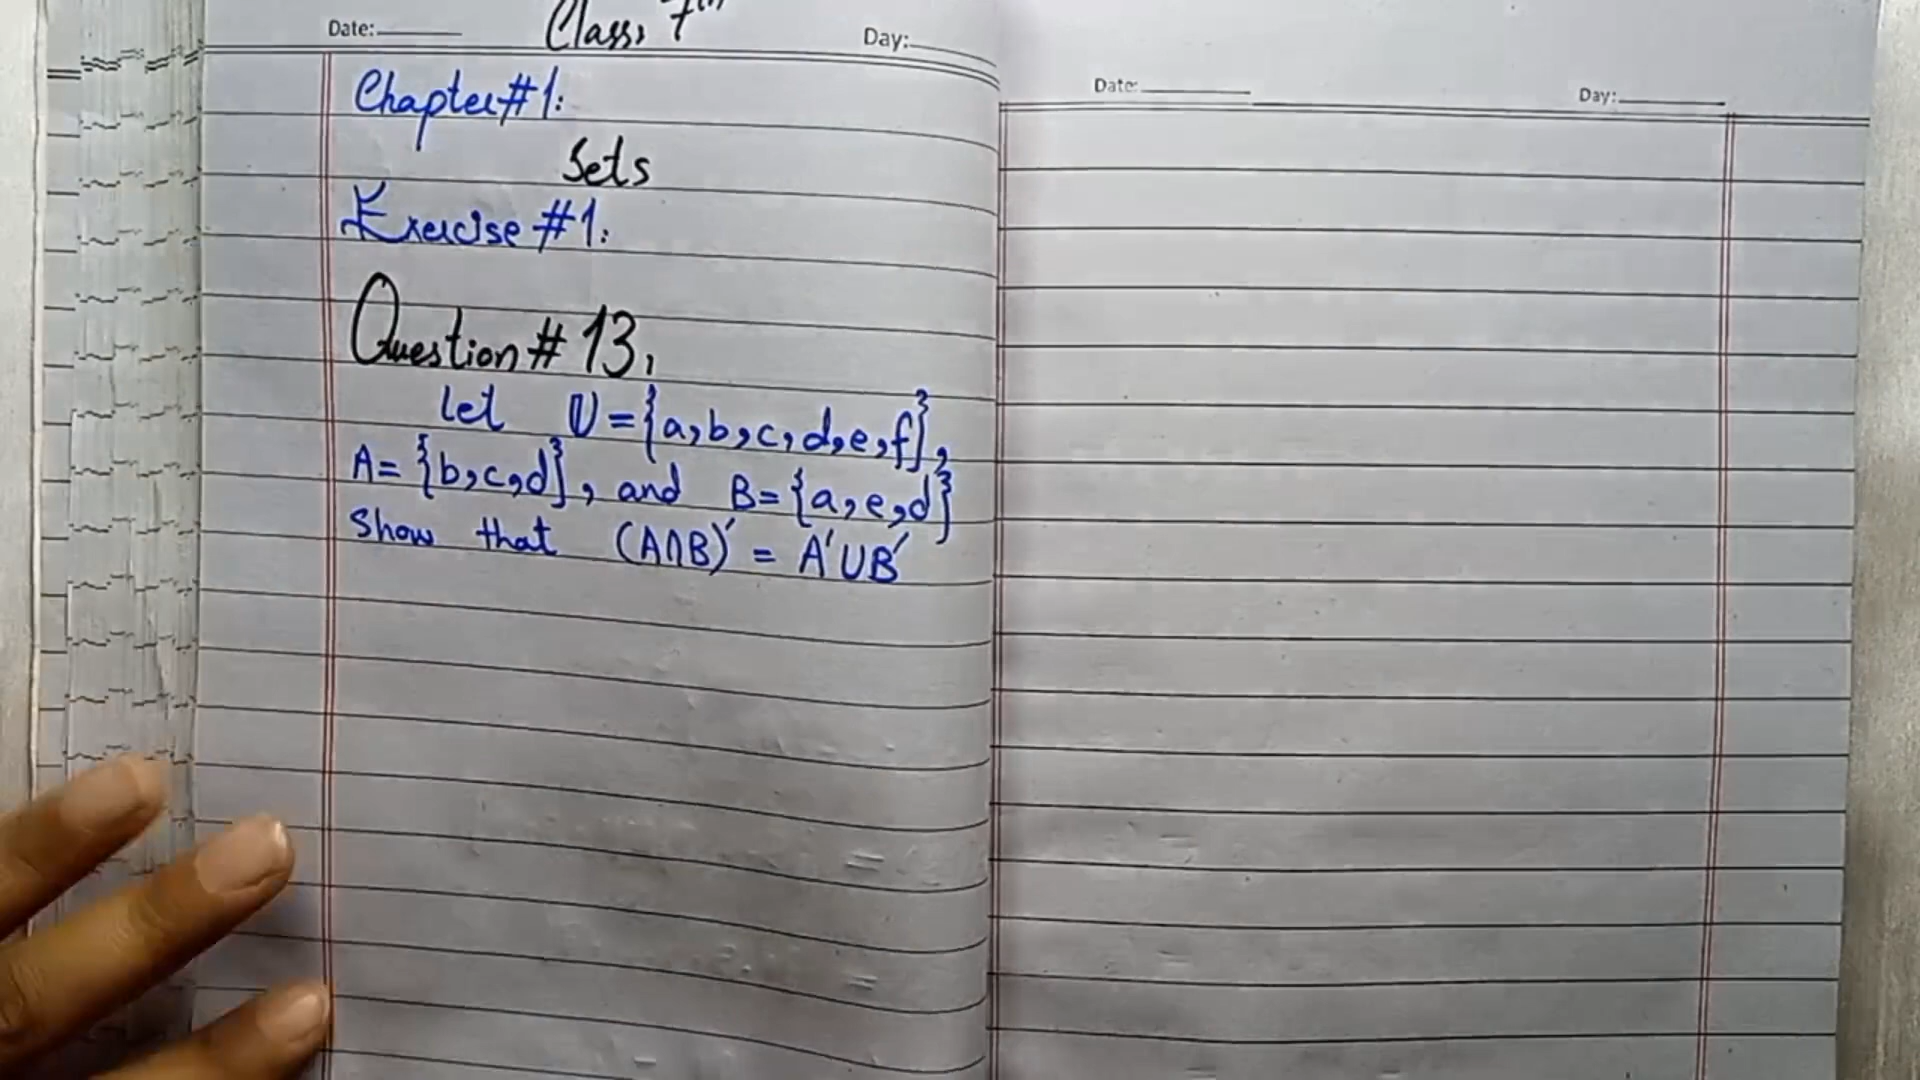 Date: Class: 7th Day:
Chapter#1:
Sets
Exercise #1:
Question # 13:
Let U={a,b,c,d,e,f},
A= {b,c,d}, and B={a,e,d}
Show that (A∩B)′ = A′∪B′
Date: Day: